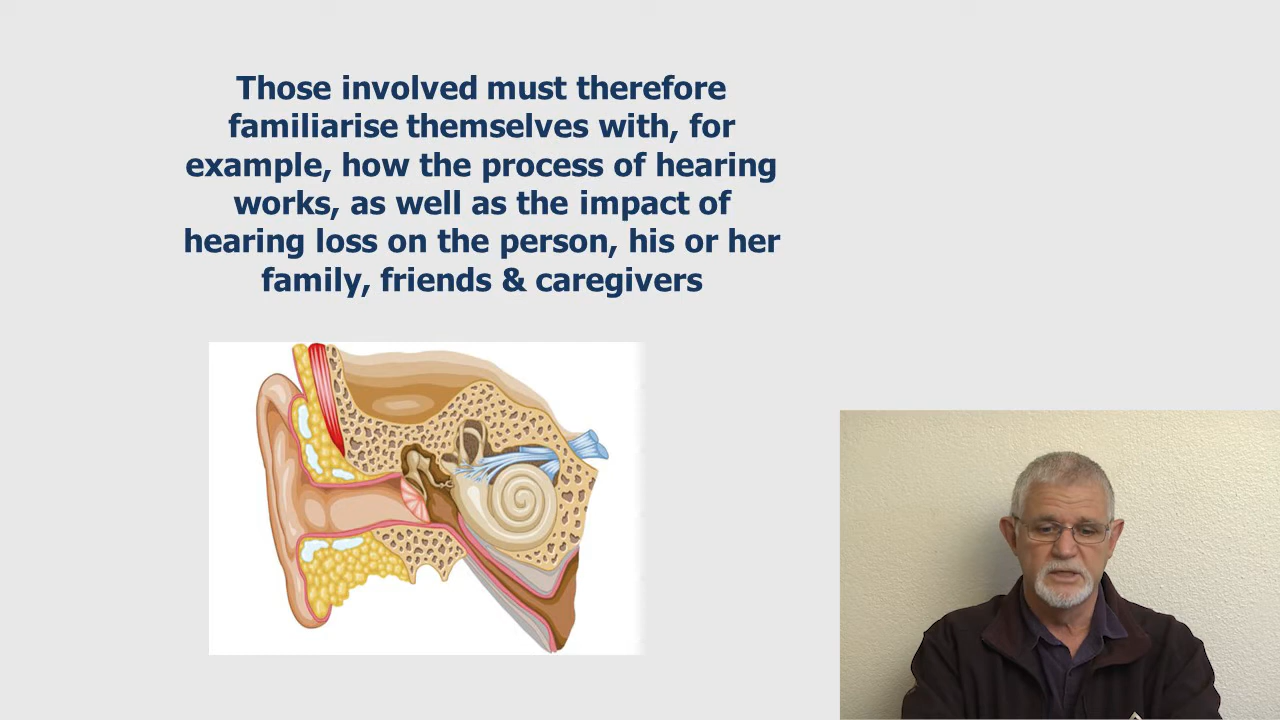 Those involved must therefore
familiarise themselves with, for
example, how the process of hearing
works, as well as the impact of
hearing loss on the person, his or her
family, friends & caregivers